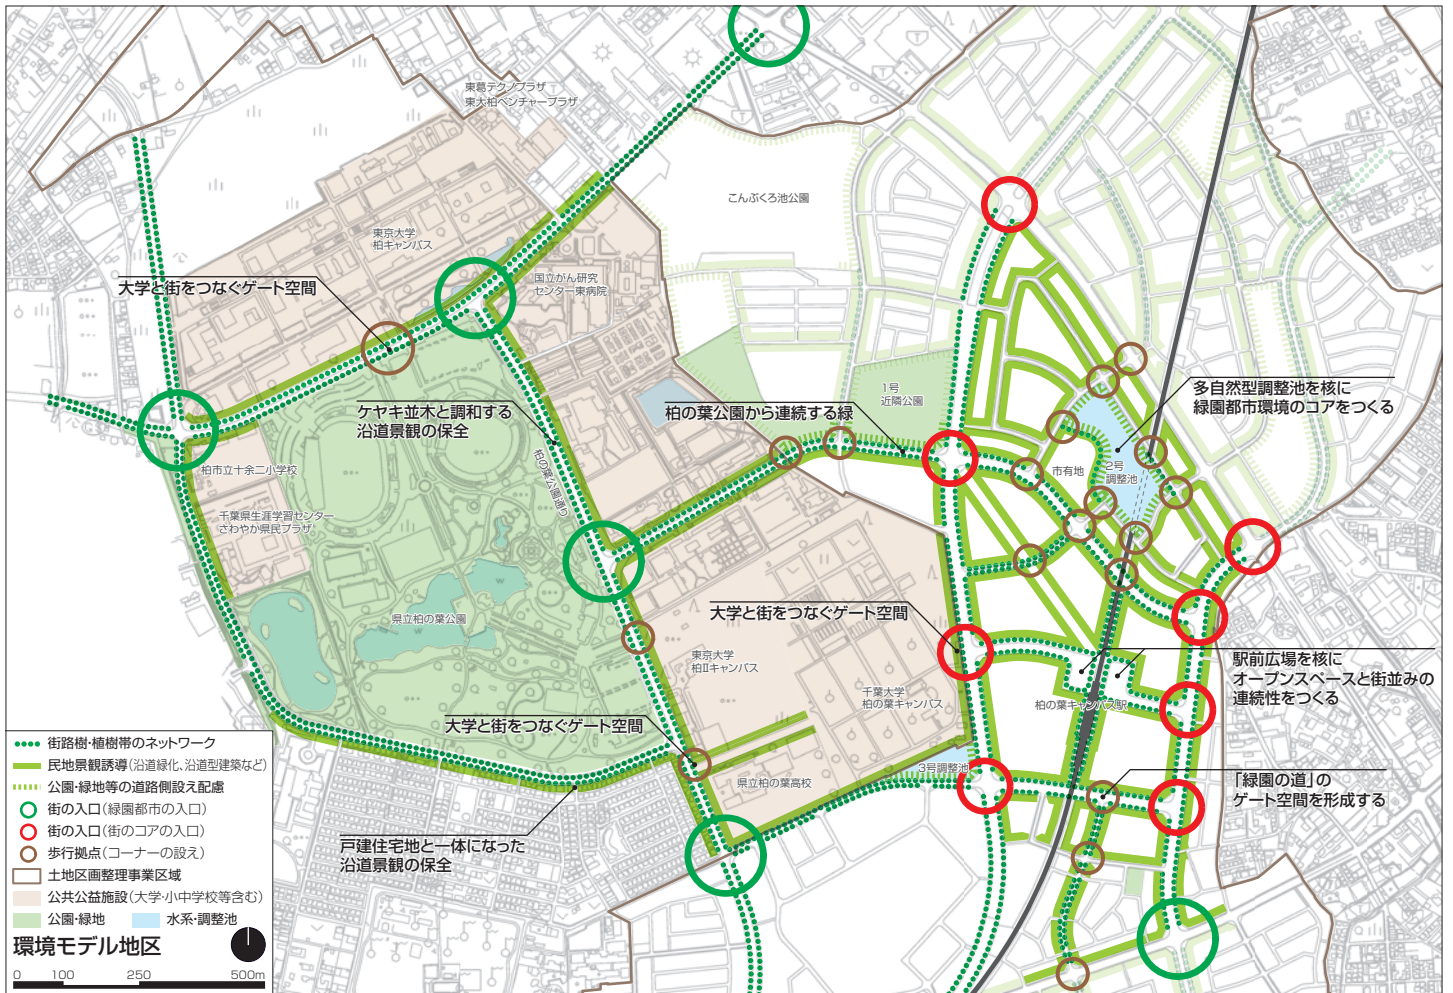 東葛テクノプラザ
東大柏ベンチャープラザ
こんぶくろ池公園
東京大学
柏キャンパス
国立がん研究
センター東病院
大学と街をつなぐゲート空間
1号
近隣公園
多自然型調整池を核に
緑園都市環境のコアをつくる
ケヤキ並木と調和する
沿道景観の保全
柏の葉公園から連続する緑
柏の葉公園通り
市有地
2号
調整池
柏市立十余二小学校
千葉県生涯学習センター
さわやか県民プラザ
県立柏の葉公園
大学と街をつなぐゲート空間
東京大学
柏Ⅱキャンパス
千葉大学
柏の葉キャンパス
駅前広場を核に
オープンスペースと街並みの
連続性をつくる
柏の葉キャンパス駅
大学と街をつなぐゲート空間
3号調整池
県立柏の葉高校
「緑園の道」の
ゲート空間を形成する
戸建住宅地と一体になった
沿道景観の保全
街路樹・植樹帯のネットワーク
民地景観誘導(沿道緑化、沿道型建築など)
公園・緑地等の道路側設え配慮
街の入口(緑園都市の入口)
街の入口(街のコアの入口)
歩行拠点(コーナーの設え)
土地区画整理事業区域
公共公益施設(大学・小中学校等含む)
公園・緑地 水系・調整池
環境モデル地区
0 100 250 500m